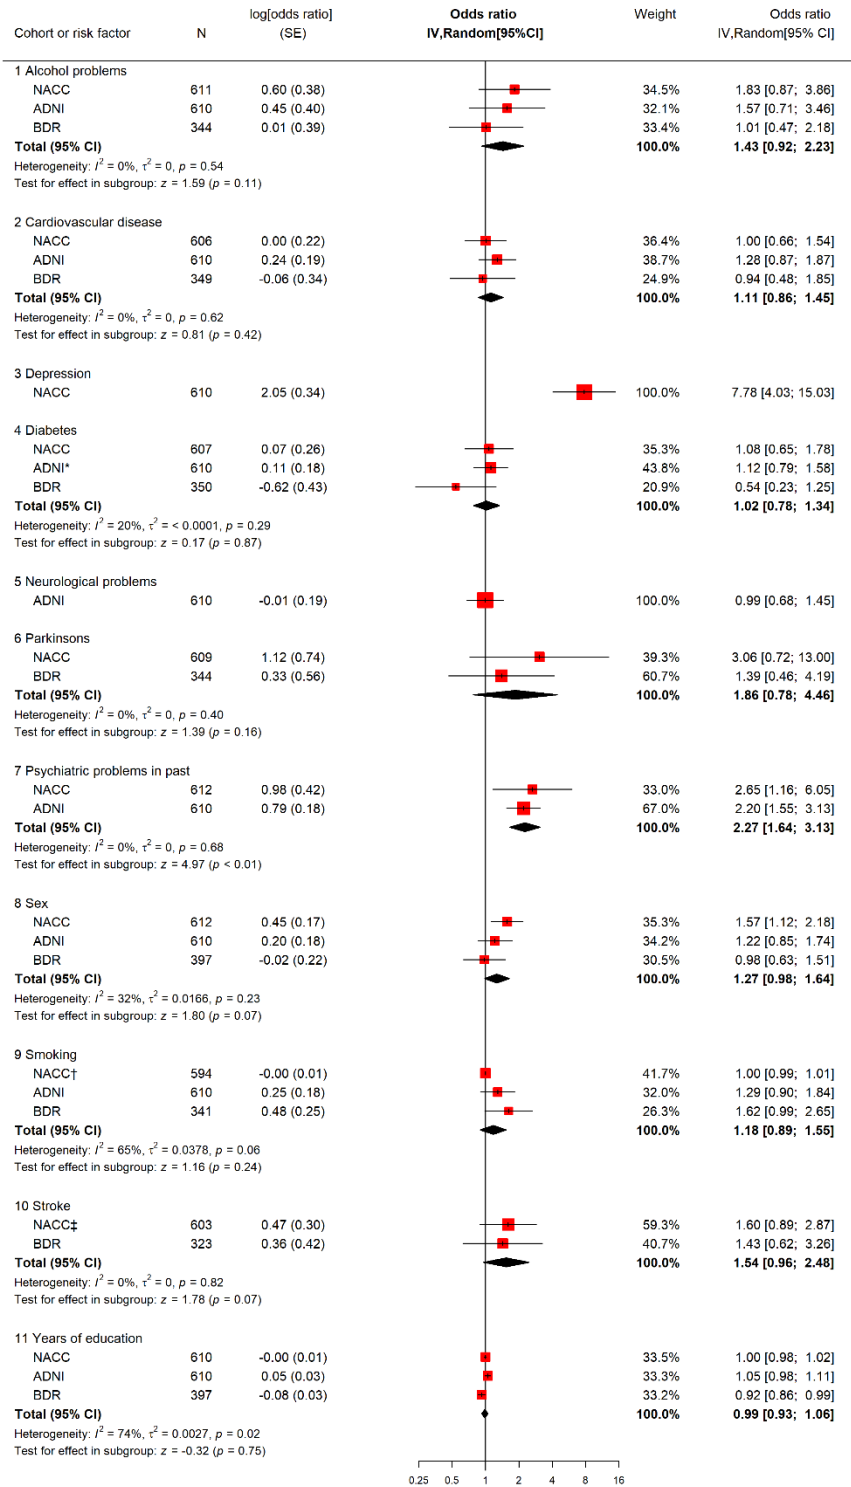 log[odds ratio] Odds ratio Weight Odds ratio
Cohort or risk factor N (SE) IV,Random[95%CI] IV,Random[95% CI]
1 Alcohol problems
NACC 611 0.60 (0.38) 34.5% 1.83 [0.87; 3.86]
ADNI 610 0.45 (0.40) 32.1% 1.57 [0.71; 3.46]
BDR 344 0.01 (0.39) 33.4% 1.01 [0.47; 2.18]
Total (95% CI) 100.0% 1.43 [0.92; 2.23]
Heterogeneity: I² = 0%, τ² = 0, p = 0.54
Test for effect in subgroup: z = 1.59 (p = 0.11)
2 Cardiovascular disease
NACC 606 0.00 (0.22) 36.4% 1.00 [0.66; 1.54]
ADNI 610 0.24 (0.19) 38.7% 1.28 [0.87; 1.87]
BDR 349 -0.06 (0.34) 24.9% 0.94 [0.48; 1.85]
Total (95% CI) 100.0% 1.11 [0.86; 1.45]
Heterogeneity: I² = 0%, τ² = 0, p = 0.62
Test for effect in subgroup: z = 0.81 (p = 0.42)
3 Depression
NACC 610 2.05 (0.34) 100.0% 7.78 [4.03; 15.03]
4 Diabetes
NACC 607 0.07 (0.26) 35.3% 1.08 [0.65; 1.78]
ADNI* 610 0.11 (0.18) 43.8% 1.12 [0.79; 1.58]
BDR 350 -0.62 (0.43) 20.9% 0.54 [0.23; 1.25]
Total (95% CI) 100.0% 1.02 [0.78; 1.34]
Heterogeneity: I² = 20%, τ² = < 0.0001, p = 0.29
Test for effect in subgroup: z = 0.17 (p = 0.87)
5 Neurological problems
ADNI 610 -0.01 (0.19) 100.0% 0.99 [0.68; 1.45]
6 Parkinsons
NACC 609 1.12 (0.74) 39.3% 3.06 [0.72; 13.00]
BDR 344 0.33 (0.56) 60.7% 1.39 [0.46; 4.19]
Total (95% CI) 100.0% 1.86 [0.78; 4.46]
Heterogeneity: I² = 0%, τ² = 0, p = 0.40
Test for effect in subgroup: z = 1.39 (p = 0.16)
7 Psychiatric problems in past
NACC 612 0.98 (0.42) 33.0% 2.65 [1.16; 6.05]
ADNI 610 0.79 (0.18) 67.0% 2.20 [1.55; 3.13]
Total (95% CI) 100.0% 2.27 [1.64; 3.13]
Heterogeneity: I² = 0%, τ² = 0, p = 0.68
Test for effect in subgroup: z = 4.97 (p < 0.01)
8 Sex
NACC 612 0.45 (0.17) 35.3% 1.57 [1.12; 2.18]
ADNI 610 0.20 (0.18) 34.2% 1.22 [0.85; 1.74]
BDR 397 -0.02 (0.22) 30.5% 0.98 [0.63; 1.51]
Total (95% CI) 100.0% 1.27 [0.98; 1.64]
Heterogeneity: I² = 32%, τ² = 0.0166, p = 0.23
Test for effect in subgroup: z = 1.80 (p = 0.07)
9 Smoking
NACC† 594 -0.00 (0.01) 41.7% 1.00 [0.99; 1.01]
ADNI 610 0.25 (0.18) 32.0% 1.29 [0.90; 1.84]
BDR 341 0.48 (0.25) 26.3% 1.62 [0.99; 2.65]
Total (95% CI) 100.0% 1.18 [0.89; 1.55]
Heterogeneity: I² = 65%, τ² = 0.0378, p = 0.06
Test for effect in subgroup: z = 1.16 (p = 0.24)
10 Stroke
NACC‡ 603 0.47 (0.30) 59.3% 1.60 [0.89; 2.87]
BDR 323 0.36 (0.42) 40.7% 1.43 [0.62; 3.26]
Total (95% CI) 100.0% 1.54 [0.96; 2.48]
Heterogeneity: I² = 0%, τ² = 0, p = 0.82
Test for effect in subgroup: z = 1.78 (p = 0.07)
11 Years of education
NACC 610 -0.00 (0.01) 33.5% 1.00 [0.98; 1.02]
ADNI 610 0.05 (0.03) 33.3% 1.05 [0.98; 1.11]
BDR 397 -0.08 (0.03) 33.2% 0.92 [0.86; 0.99]
Total (95% CI) 100.0% 0.99 [0.93; 1.06]
Heterogeneity: I² = 74%, τ² = 0.0027, p = 0.02
Test for effect in subgroup: z = -0.32 (p = 0.75)
0.25 0.5 1 2 4 8 16